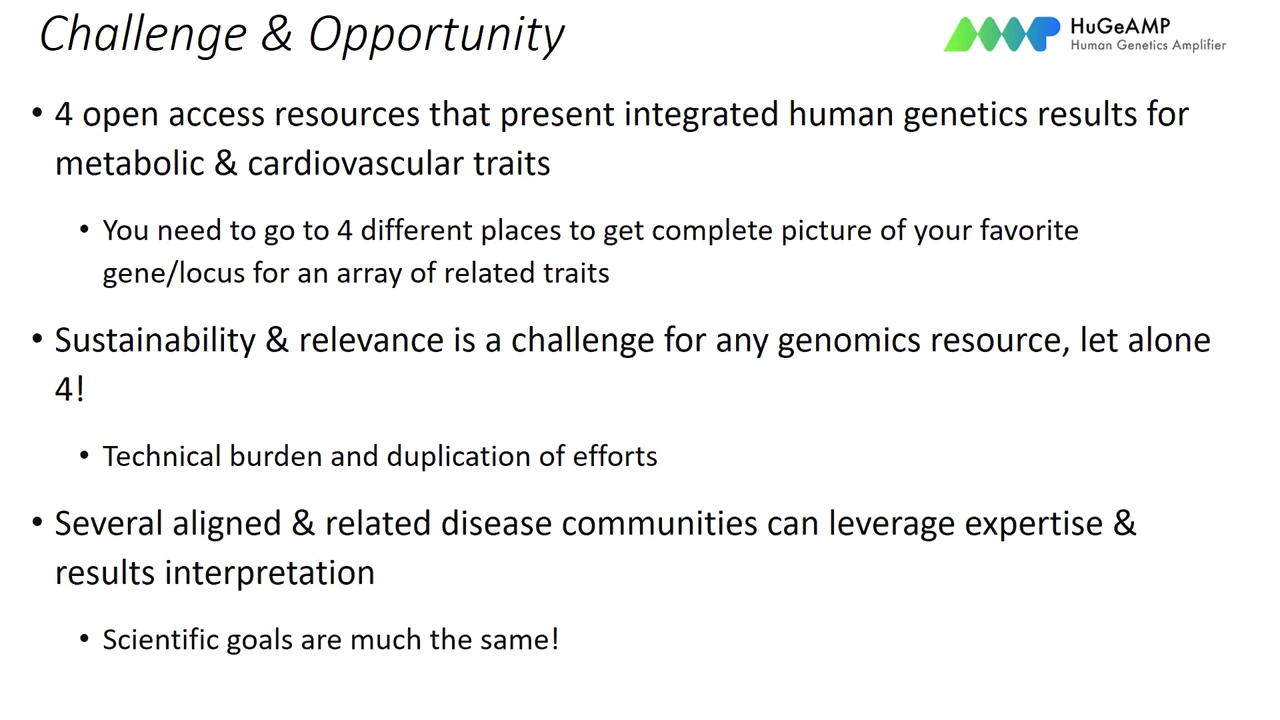 Challenge & Opportunity
HuGeAMP
Human Genetics Amplifier
• 4 open access resources that present integrated human genetics results for
metabolic & cardiovascular traits
• You need to go to 4 different places to get complete picture of your favorite
gene/locus for an array of related traits
• Sustainability & relevance is a challenge for any genomics resource, let alone
4!
• Technical burden and duplication of efforts
• Several aligned & related disease communities can leverage expertise &
results interpretation
• Scientific goals are much the same!